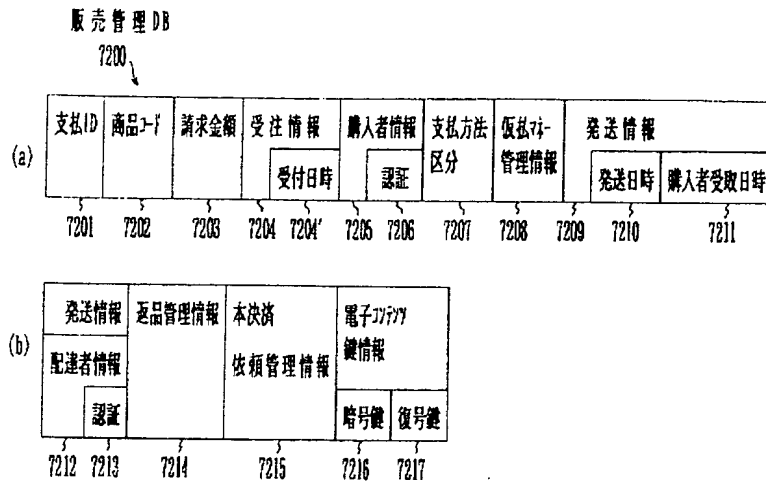 販売管理DB
7200
(a)
支払ID
商品コード
請求金額
受注情報
受付日時
購入者情報
認証
支払方法
区分
仮払マネー
管理情報
発送情報
発送日時
購入者受取日時
7201
7202
7203
7204
7204'
7205
7206
7207
7208
7209
7210
7211
(b)
発送情報
配達者情報
認証
返品管理情報
本決済
依頼管理情報
電子コンテンツ
鍵情報
暗号鍵
復号鍵
7212
7213
7214
7215
7216
7217